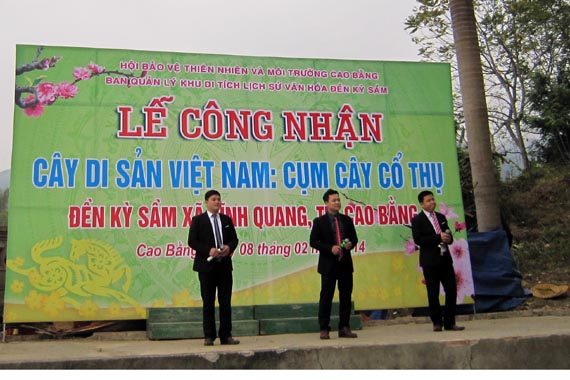 HỘI BẢO VỆ THIÊN NHIÊN VÀ MÔI TRƯỜNG CAO BẰNG
BAN QUẢN LÝ KHU DI TÍCH LỊCH SỬ VĂN HÓA ĐỀN KỲ SẦM
LỄ CÔNG NHẬN
CÂY DI SẢN VIỆT NAM: CỤM CÂY CỔ THỤ
ĐỀN KỲ SẦM XÃ QUANG, CAO BẰNG
Cao Bằng 08 tháng 02